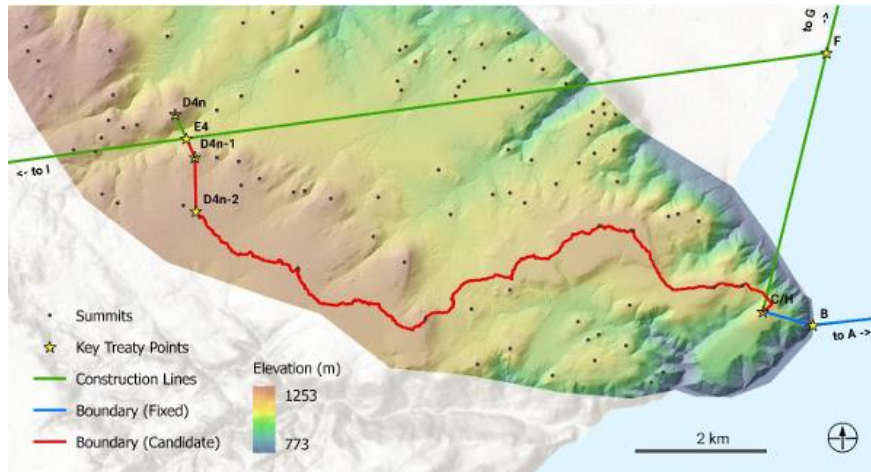 to G ->
F
D4n
E4
D4n-1
<- to I
D4n-2
C/H
B
to A ->
Summits
Key Treaty Points
Construction Lines
Boundary (Fixed)
Boundary (Candidate)
Elevation (m)
1253
773
2 km